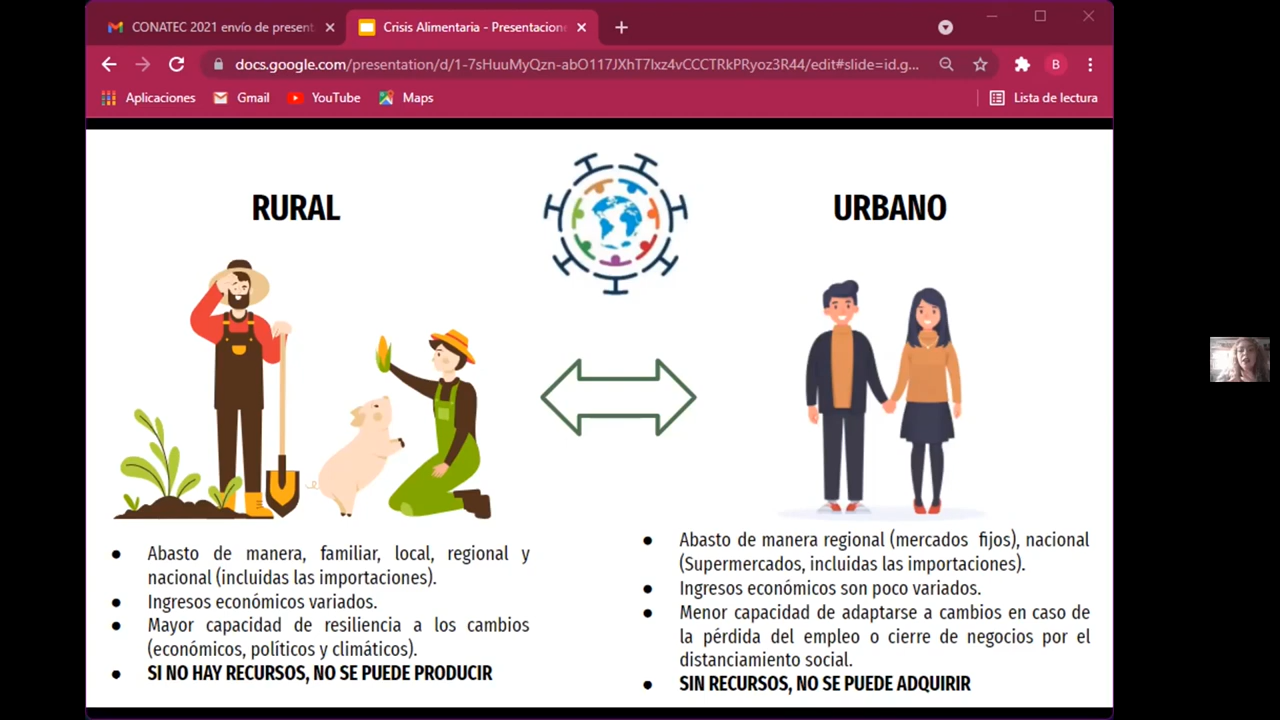 CONATEC 2021 envío de present
Crisis Alimentaria - Presentacione
docs.google.com/presentation/d/1-7sHuuMyQzn-abO117JXhT7Ixz4vCCCTRkPRyoz3R44/edit#slide=id.g...
B
Aplicaciones
Gmail
YouTube
Maps
Lista de lectura
RURAL
URBANO
● Abasto de manera, familiar, local, regional y
nacional (incluidas las importaciones).
● Ingresos económicos variados.
● Mayor capacidad de resiliencia a los cambios
(económicos, políticos y climáticos).
● SI NO HAY RECURSOS, NO SE PUEDE PRODUCIR
● Abasto de manera regional (mercados fijos), nacional
(Supermercados, incluidas las importaciones).
● Ingresos económicos son poco variados.
● Menor capacidad de adaptarse a cambios en caso de
la pérdida del empleo o cierre de negocios por el
distanciamiento social.
● SIN RECURSOS, NO SE PUEDE ADQUIRIR